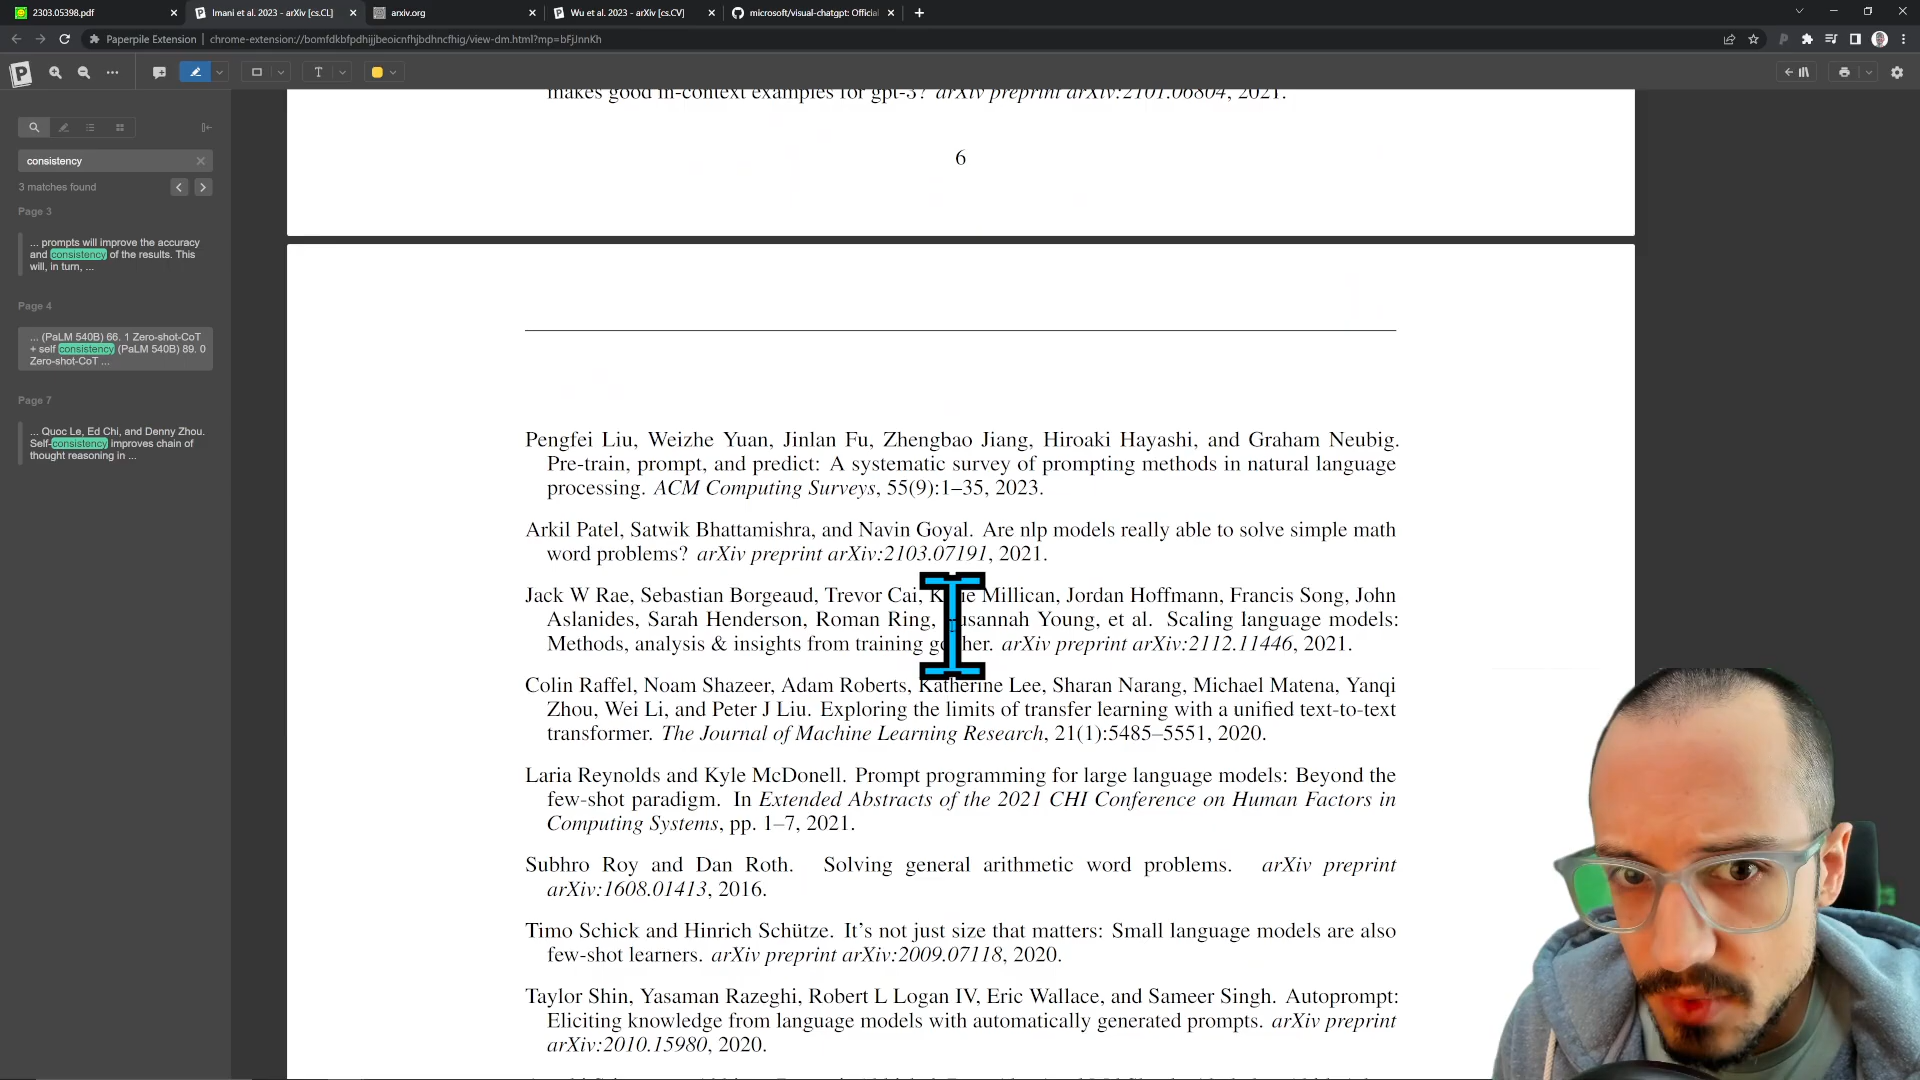 2303.05398.pdf
Imani et al. 2023 - arXiv [cs.CL]
arxiv.org
Wu et al. 2023 - arXiv [cs.CV]
microsoft/visual-chatgpt: Official
Paperpile Extension
chrome-extension://bomfdkbfpdhijjbeoicnfhjbdhncfhig/view-dm.html?mp=bFjJnnKh
consistency
3 matches found
Page 3
... prompts will improve the accuracy
and consistency of the results. This
will, in turn, ...
Page 4
... (PaLM 540B) 66. 1 Zero-shot-CoT
+ self consistency (PaLM 540B) 89. 0
Zero-shot-CoT ...
Page 7
... Quoc Le, Ed Chi, and Denny Zhou.
Self-consistency improves chain of
thought reasoning in ...
makes good in-context examples for gpt-3? arXiv preprint arXiv:2101.06804, 2021.
6
Pengfei Liu, Weizhe Yuan, Jinlan Fu, Zhengbao Jiang, Hiroaki Hayashi, and Graham Neubig.
Pre-train, prompt, and predict: A systematic survey of prompting methods in natural language
processing. ACM Computing Surveys, 55(9):1–35, 2023.
Arkil Patel, Satwik Bhattamishra, and Navin Goyal. Are nlp models really able to solve simple math
word problems? arXiv preprint arXiv:2103.07191, 2021.
Jack W Rae, Sebastian Borgeaud, Trevor Cai, Millican, Jordan Hoffmann, Francis Song, John
Aslanides, Sarah Henderson, Roman Ring, Susannah Young, et al. Scaling language models:
Methods, analysis & insights from training gopher. arXiv preprint arXiv:2112.11446, 2021.
Colin Raffel, Noam Shazeer, Adam Roberts, Katherine Lee, Sharan Narang, Michael Matena, Yanqi
Zhou, Wei Li, and Peter J Liu. Exploring the limits of transfer learning with a unified text-to-text
transformer. The Journal of Machine Learning Research, 21(1):5485–5551, 2020.
Laria Reynolds and Kyle McDonell. Prompt programming for large language models: Beyond the
few-shot paradigm. In Extended Abstracts of the 2021 CHI Conference on Human Factors in
Computing Systems, pp. 1–7, 2021.
Subhro Roy and Dan Roth. Solving general arithmetic word problems. arXiv preprint
arXiv:1608.01413, 2016.
Timo Schick and Hinrich Schütze. It's not just size that matters: Small language models are also
few-shot learners. arXiv preprint arXiv:2009.07118, 2020.
Taylor Shin, Yasaman Razeghi, Robert L Logan IV, Eric Wallace, and Sameer Singh. Autoprompt:
Eliciting knowledge from language models with automatically generated prompts. arXiv preprint
arXiv:2010.15980, 2020.